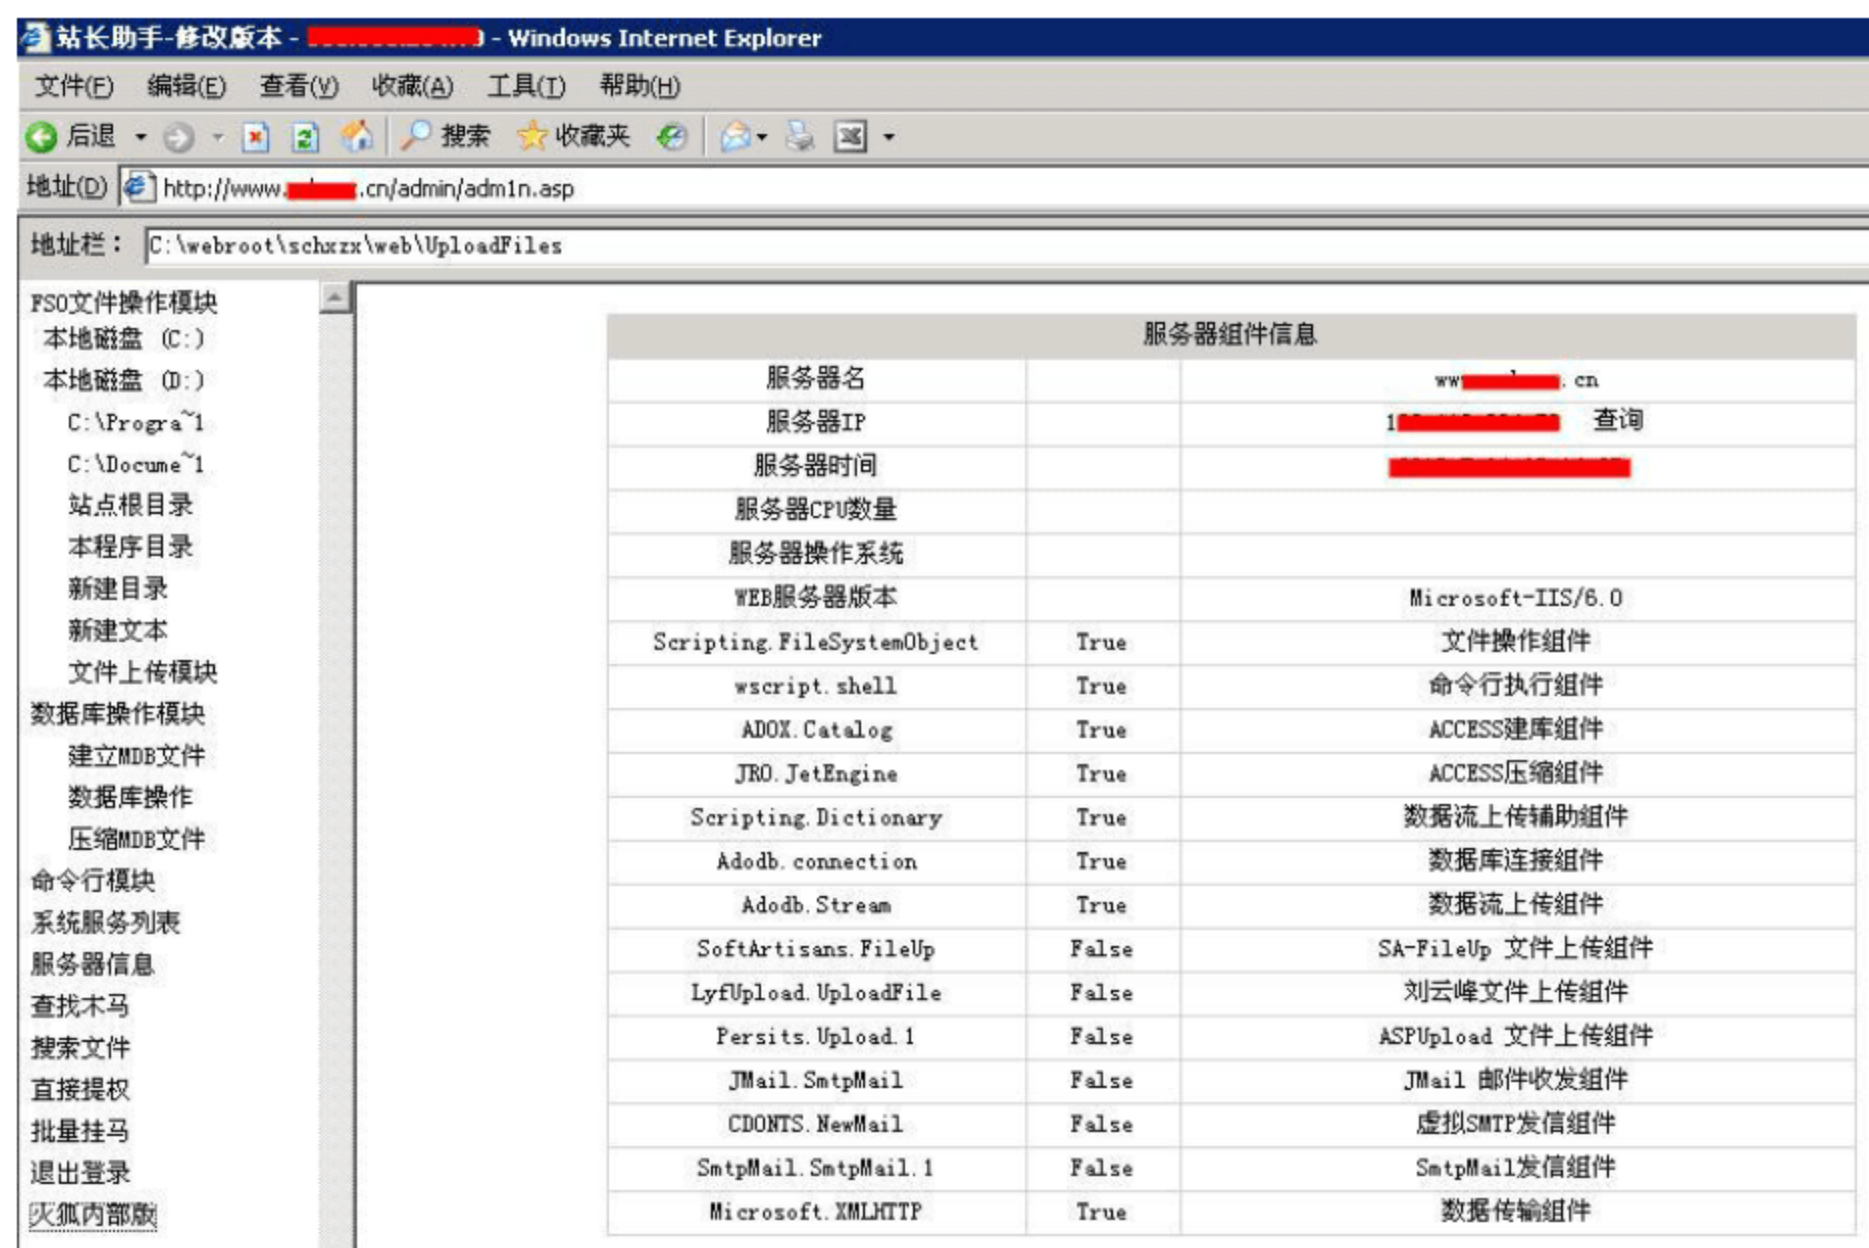 站长助手-修改版本 - - Windows Internet Explorer
文件(F) 编辑(E) 查看(V) 收藏(A) 工具(T) 帮助(H)
后退 搜索 收藏夹
地址(D) http://www. .cn/admin/adm1n.asp
地址栏： C:\webroot\schxzx\web\UploadFiles
FSO文件操作模块
本地磁盘 (C:)
本地磁盘 (D:)
C:\Progra~1
C:\Docume~1
站点根目录
本程序目录
新建目录
新建文本
文件上传模块
数据库操作模块
建立MDB文件
数据库操作
压缩MDB文件
命令行模块
系统服务列表
服务器信息
查找木马
搜索文件
直接提权
批量挂马
退出登录
火狐内部版
服务器组件信息
服务器名 ww .cn
服务器IP 1 查询
服务器时间
服务器CPU数量
服务器操作系统
WEB服务器版本 Microsoft-IIS/6.0
Scripting.FileSystemObject True 文件操作组件
wscript.shell True 命令行执行组件
ADOX.Catalog True ACCESS建库组件
JRO.JetEngine True ACCESS压缩组件
Scripting.Dictionary True 数据流上传辅助组件
Adodb.connection True 数据库连接组件
Adodb.Stream True 数据流上传组件
SoftArtisans.FileUp False SA-FileUp 文件上传组件
LyfUpload.UploadFile False 刘云峰文件上传组件
Persits.Upload.1 False ASPUpload 文件上传组件
JMail.SmtpMail False JMail 邮件收发组件
CDONTS.NewMail False 虚拟SMTP发信组件
SmtpMail.SmtpMail.1 False SmtpMail发信组件
Microsoft.XMLHTTP True 数据传输组件